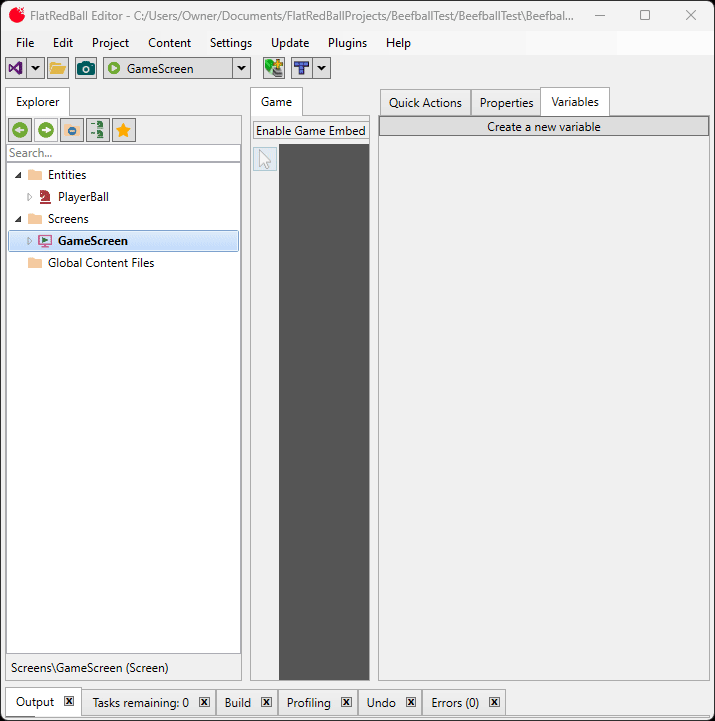 FlatRedBall Editor - C:/Users/Owner/Documents/FlatRedBallProjects/BeefballTest/BeefballTest\Beefbal...
File Edit Project Content Settings Update Plugins Help
GameScreen
Explorer
Game
Quick Actions Properties Variables
Enable Game Embed
Create a new variable
Search...
Entities
PlayerBall
Screens
GameScreen
Global Content Files
Screens\GameScreen (Screen)
Output Tasks remaining: 0 Build Profiling Undo Errors (0)